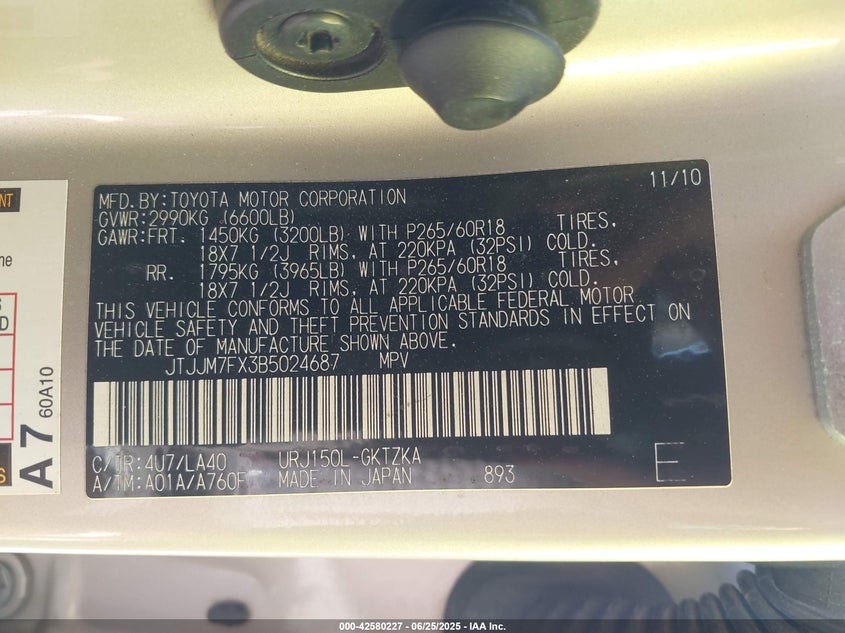 11/10
MFD.BY:TOYOTA MOTOR CORPORATION
GVWR:2990KG (6600LB)
GAWR:FRT. 1450KG (3200LB) WITH P265/60R18 TIRES,
18X7 1/2J RIMS, AT 220KPA (32PSI) COLD.
RR. 1795KG (3965LB) WITH P265/60R18 TIRES,
18X7 1/2J RIMS, AT 220KPA (32PSI) COLD.
THIS VEHICLE CONFORMS TO ALL APPLICABLE FEDERAL MOTOR
VEHICLE SAFETY AND THEFT PREVENTION STANDARDS IN EFFECT ON
THE DATE OF MANUFACTURE SHOWN ABOVE.
JTJJM7FX3B5024687 MPV
C/TR:4U7/LA40 URJ150L-GKTZKA
A/TM:A01A/A760F MADE IN JAPAN 893
E
A7 60A10
000-42580227 - 06/25/2025 - IAA Inc.